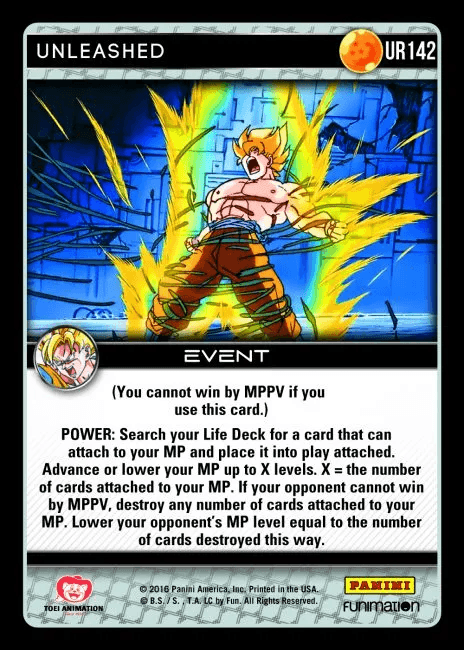 UNLEASHED
UR142
EVENT
(You cannot win by MPPV if you
use this card.)
POWER: Search your Life Deck for a card that can
attach to your MP and place it into play attached.
Advance or lower your MP up to X levels. X = the number
of cards attached to your MP. If your opponent cannot win
by MPPV, destroy any number of cards attached to your
MP. Lower your opponent's MP level equal to the number
of cards destroyed this way.
TOEI ANIMATION
© 2016 Panini America, Inc. Printed in the USA.
© B.S. / S. , T.A. LC by Fun. All Rights Reserved.
PANINI
FUNIMATION